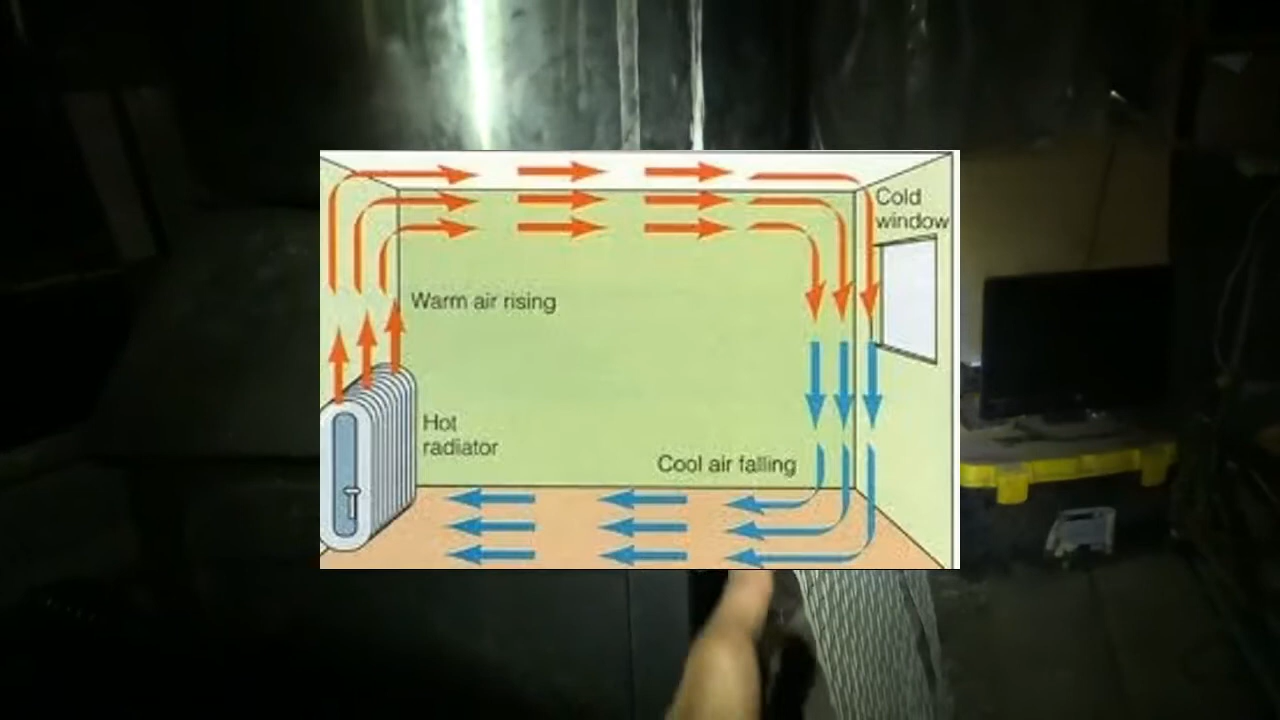 Cold
window
Warm air rising
Hot
radiator
Cool air falling